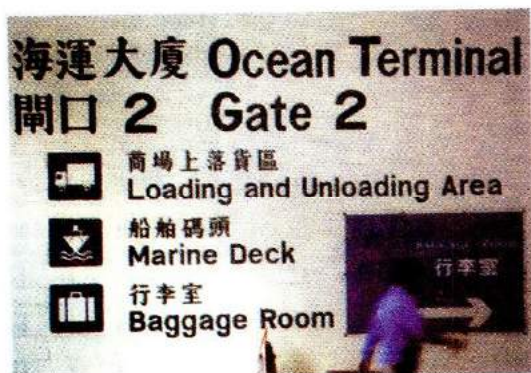 海運大廈 Ocean Terminal
閘口 2 Gate 2
商場上落貨區
Loading and Unloading Area
船舶碼頭
Marine Deck
行李室
Baggage Room
行李室